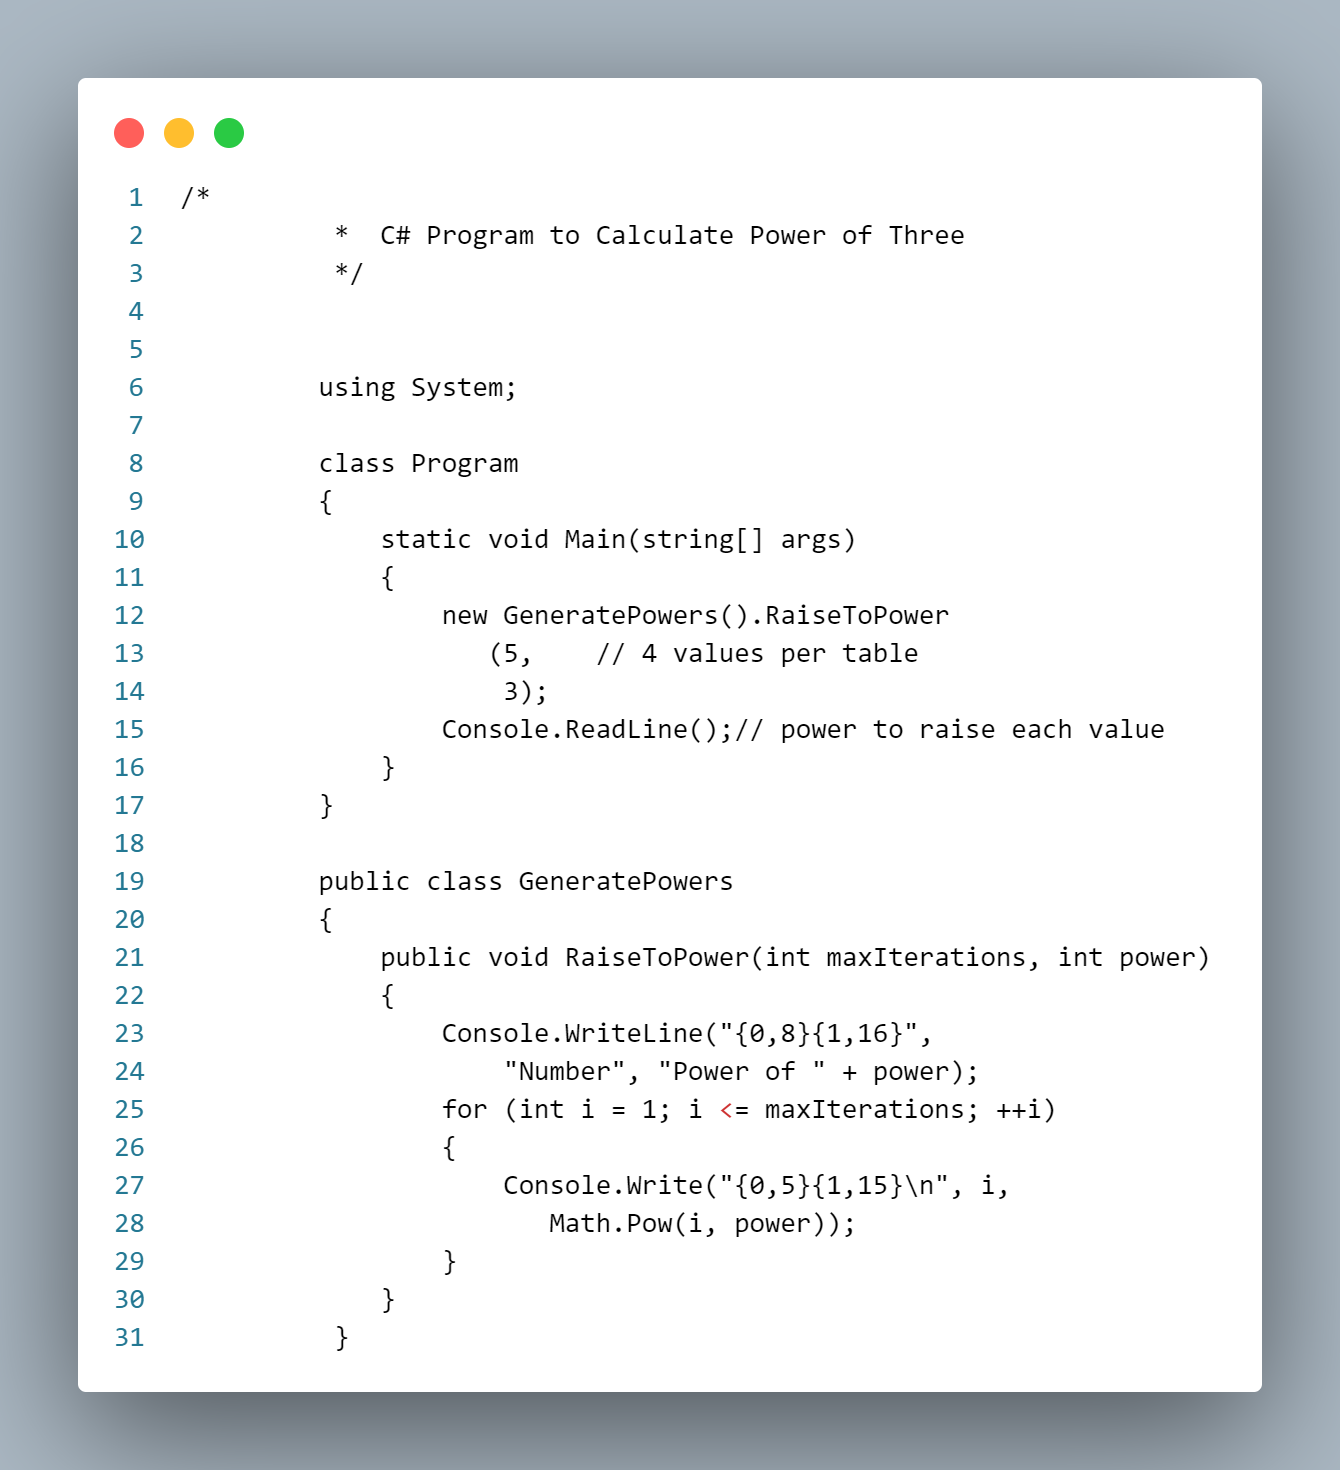 1 /*
2           *  C# Program to Calculate Power of Three
3           */
4
5
6          using System;
7
8          class Program
9          {
10             static void Main(string[] args)
11             {
12                 new GeneratePowers().RaiseToPower
13                    (5,    // 4 values per table
14                     3);
15                 Console.ReadLine();// power to raise each value
16             }
17         }
18
19         public class GeneratePowers
20         {
21             public void RaiseToPower(int maxIterations, int power)
22             {
23                 Console.WriteLine("{0,8}{1,16}",
24                     "Number", "Power of " + power);
25                 for (int i = 1; i <= maxIterations; ++i)
26                 {
27                     Console.Write("{0,5}{1,15}\n", i,
28                        Math.Pow(i, power));
29                 }
30             }
31          }